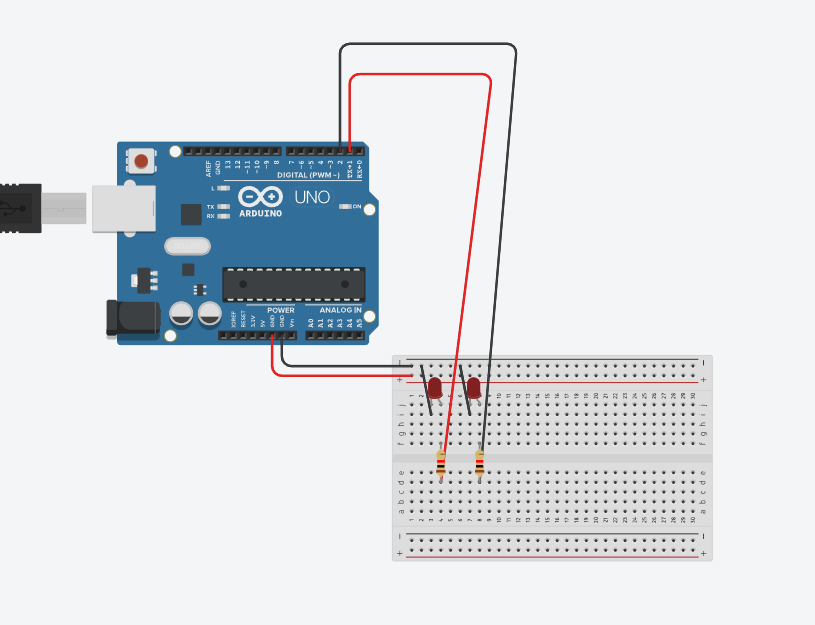 AREF
GND
13
12
~11
~10
~9
8
7
~6
~5
4
~3
2
TX→1
RX←0
DIGITAL (PWM ~)
L
TX
RX
ARDUINO
UNO
ON
POWER
ANALOG IN
IOREF
RESET
3.3V
5V
GND
GND
Vin
A0
A1
A2
A3
A4
A5
j
i
h
g
f
e
d
c
b
a
1 2 3 4 5 6 7 8 9 10 11 12 13 14 15 16 17 18 19 20 21 22 23 24 25 26 27 28 29 30